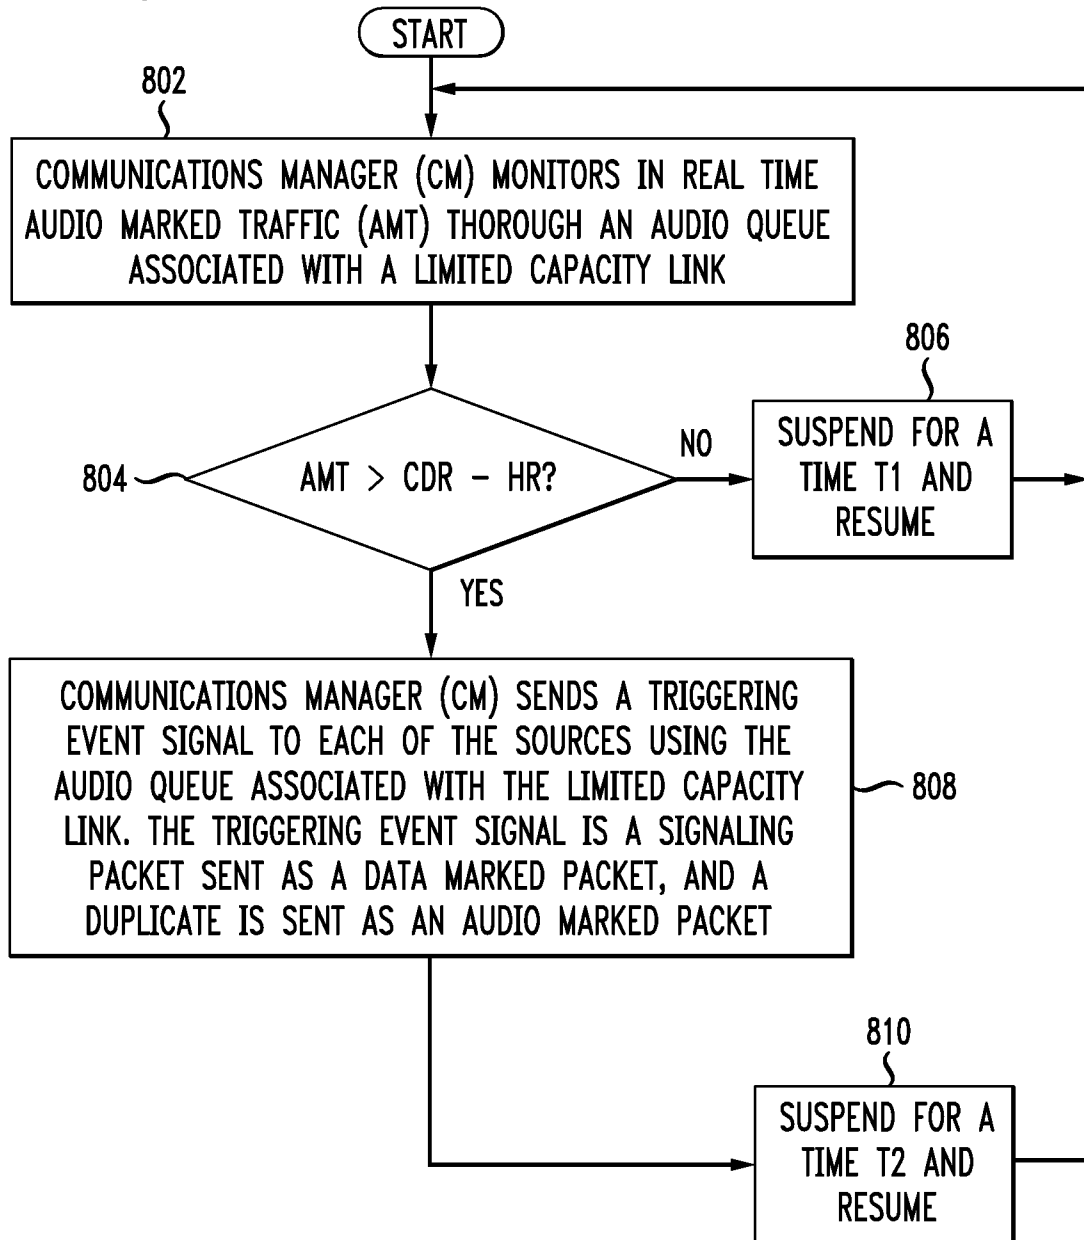 START
802
COMMUNICATIONS MANAGER (CM) MONITORS IN REAL TIME
AUDIO MARKED TRAFFIC (AMT) THOROUGH AN AUDIO QUEUE
ASSOCIATED WITH A LIMITED CAPACITY LINK
804
AMT > CDR – HR?
NO
806
SUSPEND FOR A
TIME T1 AND
RESUME
YES
COMMUNICATIONS MANAGER (CM) SENDS A TRIGGERING
EVENT SIGNAL TO EACH OF THE SOURCES USING THE
AUDIO QUEUE ASSOCIATED WITH THE LIMITED CAPACITY
LINK. THE TRIGGERING EVENT SIGNAL IS A SIGNALING
PACKET SENT AS A DATA MARKED PACKET, AND A
DUPLICATE IS SENT AS AN AUDIO MARKED PACKET
808
810
SUSPEND FOR A
TIME T2 AND
RESUME